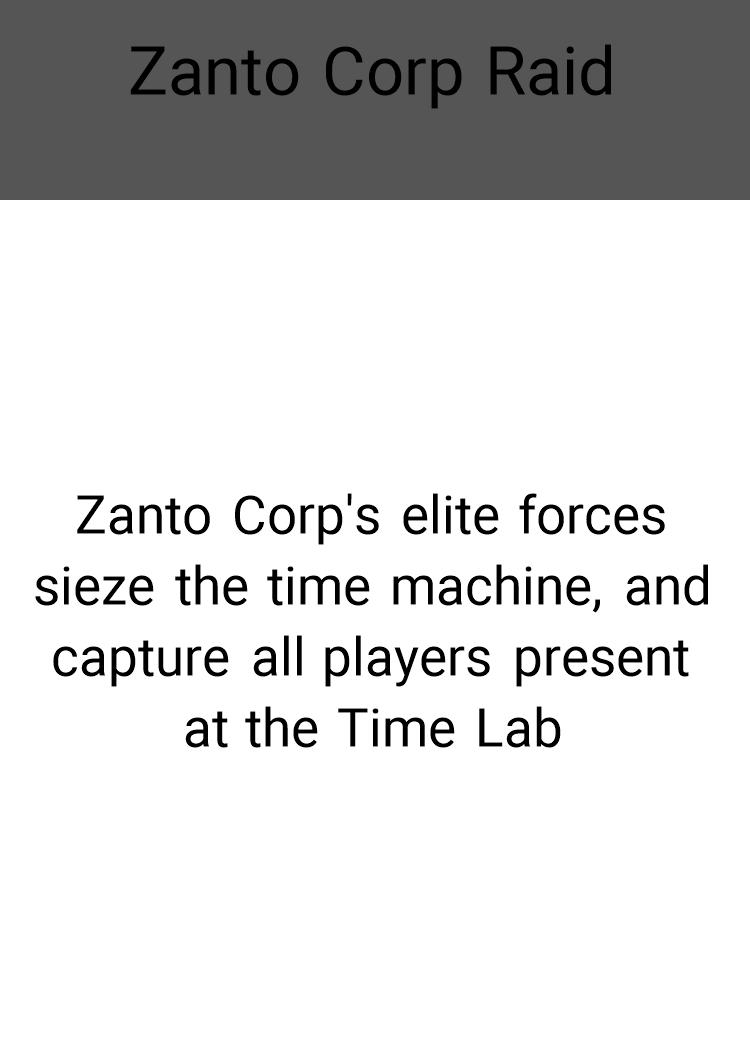 Zanto Corp Raid
Zanto Corp's elite forces
sieze the time machine, and
capture all players present
at the Time Lab